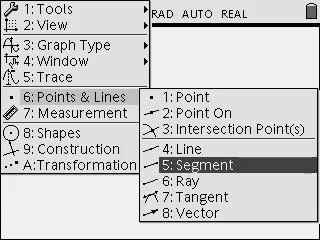 1: Tools
RAD AUTO REAL
2: View
3: Graph Type
4: Window
5: Trace
6: Points & Lines
7: Measurement
8: Shapes
9: Construction
A: Transformation
1: Point
2: Point On
3: Intersection Point(s)
4: Line
5: Segment
6: Ray
7: Tangent
8: Vector